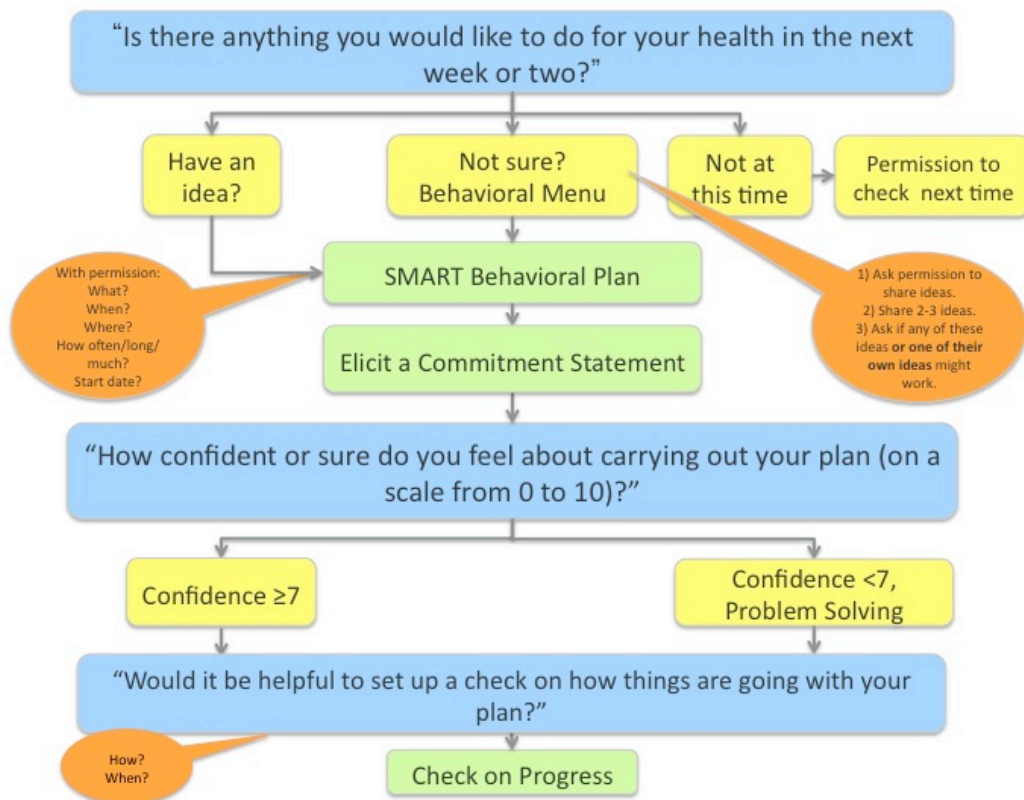 “Is there anything you would like to do for your health in the next
week or two?”
Have an
idea?
Not sure?
Behavioral Menu
Not at
this time
Permission to
check next time
With permission:
What?
When?
Where?
How often/long/
much?
Start date?
SMART Behavioral Plan
1) Ask permission to
share ideas.
2) Share 2-3 ideas.
3) Ask if any of these
ideas or one of their
own ideas might
work.
Elicit a Commitment Statement
“How confident or sure do you feel about carrying out your plan (on a
scale from 0 to 10)?”
Confidence ≥7
Confidence <7,
Problem Solving
“Would it be helpful to set up a check on how things are going with your
plan?”
How?
When?
Check on Progress